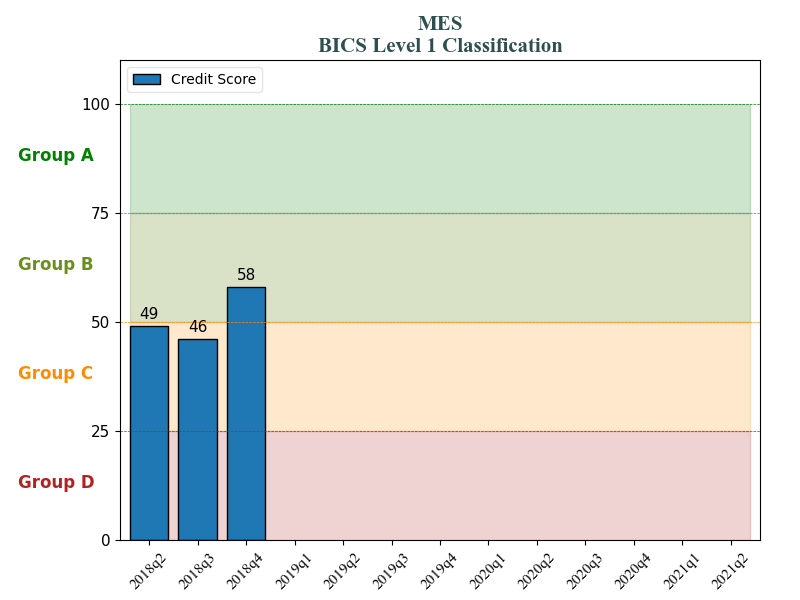 MES
BICS Level 1 Classification
Credit Score
100
Group A
75
Group B
58
49
46
50
Group C
25
Group D
0
2018q2 2018q3 2018q4 2019q1 2019q2 2019q3 2019q4 2020q1 2020q2 2020q3 2020q4 2021q1 2021q2